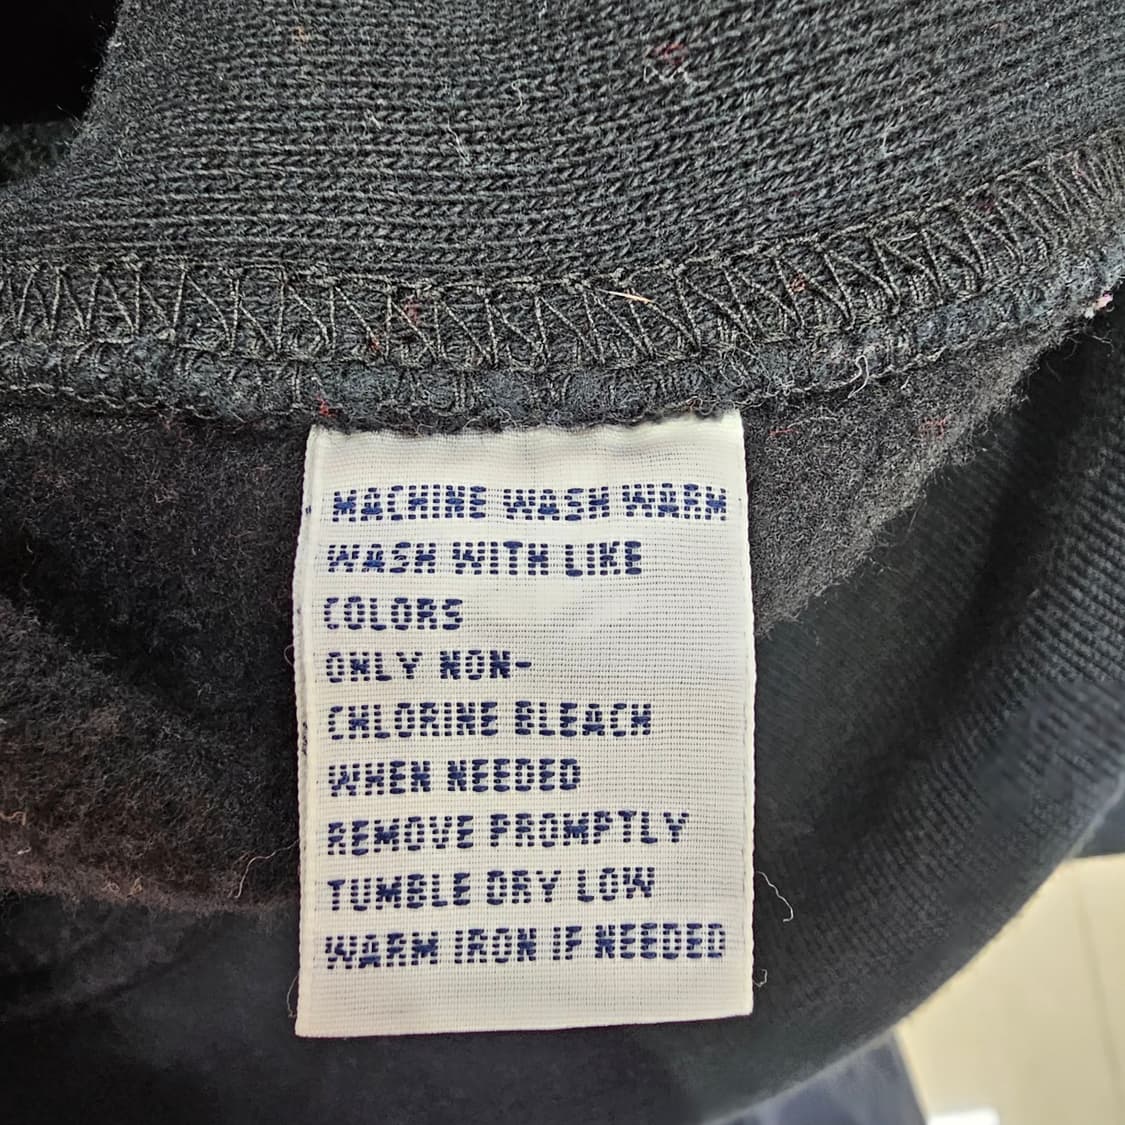 MACHINE WASH WARM
WASH WITH LIKE
COLORS
ONLY NON-
CHLORINE BLEACH
WHEN NEEDED
REMOVE PROMPTLY
TUMBLE DRY LOW
WARM IRON IF NEEDED